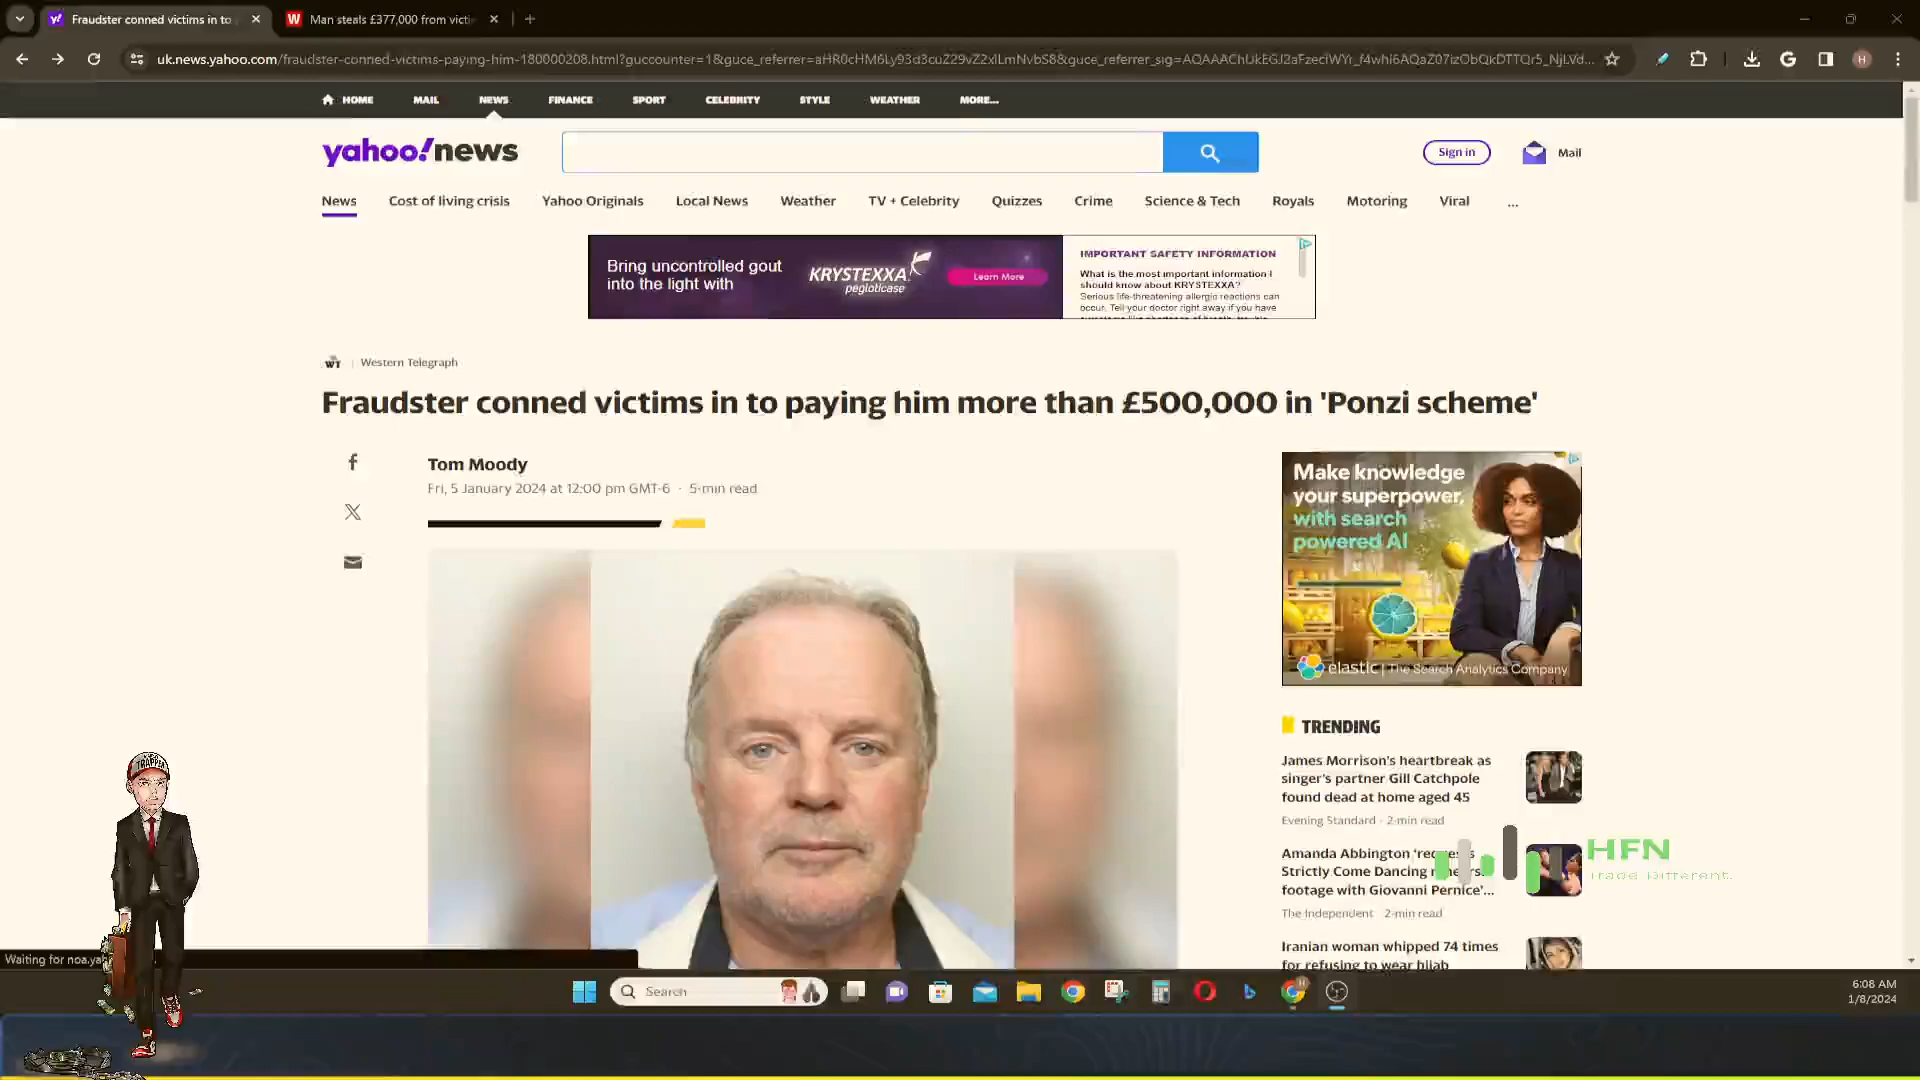 Fraudster conned victims in to
Man steals £377,000 from victi
uk.news.yahoo.com/fraudster-conned-victims-paying-him-180000208.html?guccounter=1&guce_referrer=
H
HOME
MAIL
NEWS
FINANCE
SPORT
CELEBRITY
STYLE
WEATHER
MORE...
yahoo!news
Sign in
Mail
News
Cost of living crisis
Yahoo Originals
Local News
Weather
TV + Celebrity
Quizzes
Crime
Science & Tech
Royals
Motoring
Viral
...
Bring uncontrolled gout
into the light with
KRYSTEXXA
pegloticase
Learn More
IMPORTANT SAFETY INFORMATION
What is the most important information I
should know about KRYSTEXXA?
Serious life-threatening allergic reactions can
occur. Tell your doctor right away if you have
WT
Western Telegraph
Fraudster conned victims in to paying him more than £500,000 in 'Ponzi scheme'
Tom Moody
Fri, 5 January 2024 at 12:00 pm GMT-6 · 5-min read
Make knowledge
your superpower,
with search
powered AI
elastic | The Search Analytics Company
TRENDING
James Morrison's heartbreak as
singer's partner Gill Catchpole
found dead at home aged 45
Evening Standard · 2-min read
Amanda Abbington
Strictly Come Dancing
footage with Giovanni Pernice'...
The Independent 2-min read
Iranian woman whipped 74 times
for refusing to wear hijab
HFN
Trade Different.
TRAPPER
Waiting for noa.ya
Search
6:08 AM
1/8/2024